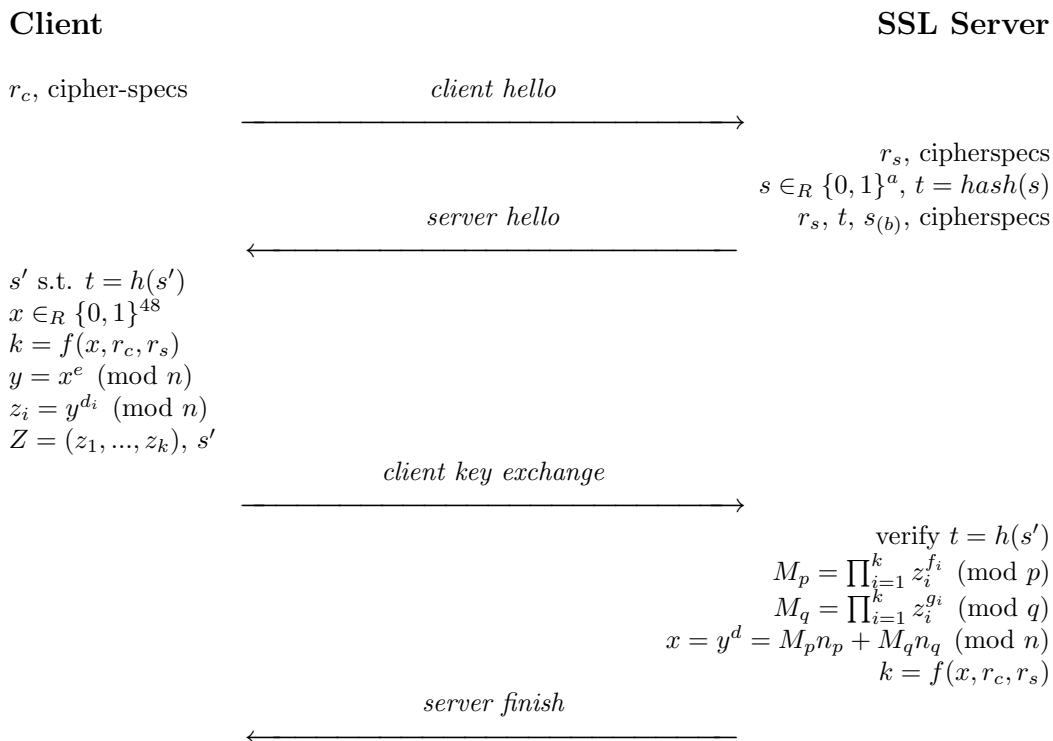 Client SSL Server
r_c, cipher-specs client hello
r_s, cipherspecs
s ∈_R {0, 1}^a, t = hash(s)
server hello r_s, t, s_(b), cipherspecs
s′ s.t. t = h(s′)
x ∈_R {0, 1}^48
k = f(x, r_c, r_s)
y = x^e (mod n)
z_i = y^{d_i} (mod n)
Z = (z_1, ..., z_k), s′
client key exchange
verify t = h(s′)
M_p = ∏_{i=1}^k z_i^{f_i} (mod p)
M_q = ∏_{i=1}^k z_i^{g_i} (mod q)
x = y^d = M_p n_p + M_q n_q (mod n)
k = f(x, r_c, r_s)
server finish